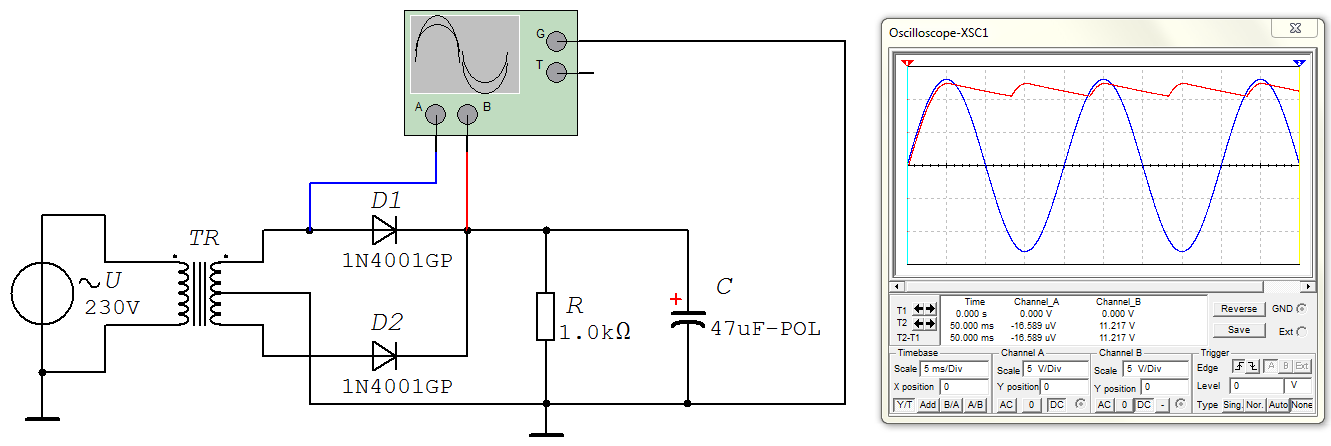 G
T
A
B
D1
1N4001GP
TR
U
230V
D2
1N4001GP
R
1.0kΩ
C
+
47uF-POL
Oscilloscope-XSC1
Time Channel_A Channel_B
T1 0.000 s 0.000 V 0.000 V
T2 50.000 ms -16.589 uV 11.217 V
T2-T1 50.000 ms -16.589 uV 11.217 V
Reverse GND
Save Ext
Timebase Channel A Channel B Trigger
Scale 5 ms/Div Scale 5 V/Div Scale 5 V/Div Edge A B Ext
X position 0 Y position 0 Y position 0 Level 0 V
Y/T Add B/A A/B AC 0 DC AC 0 DC - Type Sing. Nor. Auto None